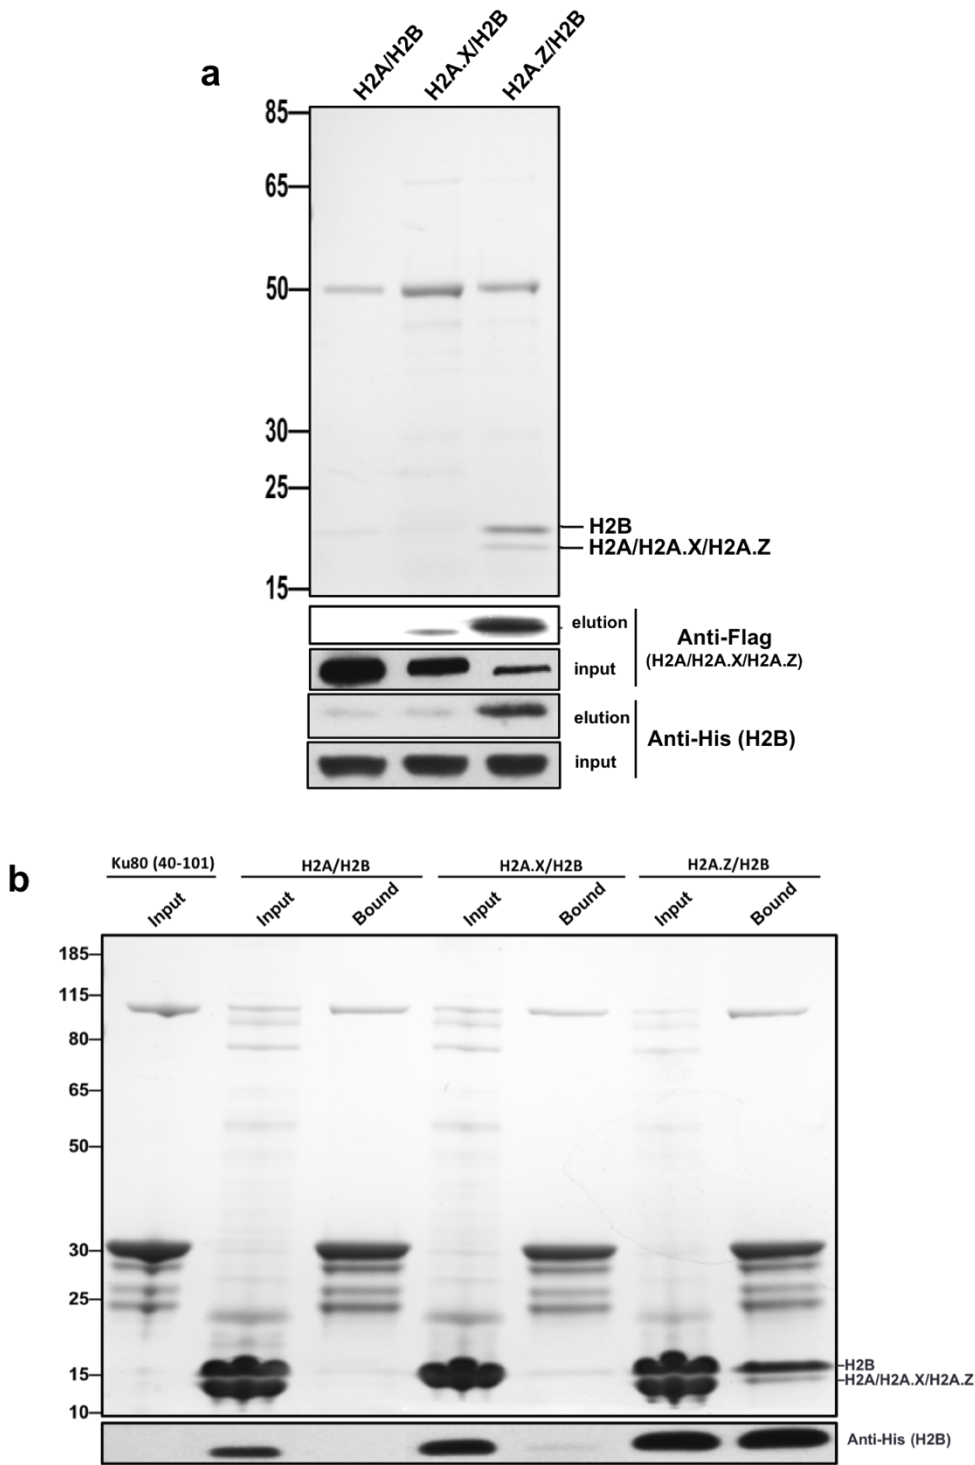 a
H2A/H2B
H2A.X/H2B
H2A.Z/H2B
85
65
50
30
25
15
H2B
H2A/H2A.X/H2A.Z
elution
input
Anti-Flag
(H2A/H2A.X/H2A.Z)
elution
input
Anti-His (H2B)
b
Ku80 (40-101)
H2A/H2B
H2A.X/H2B
H2A.Z/H2B
Input
Input
Bound
Input
Bound
Input
Bound
185
115
80
65
50
30
25
15
10
H2B
H2A/H2A.X/H2A.Z
Anti-His (H2B)